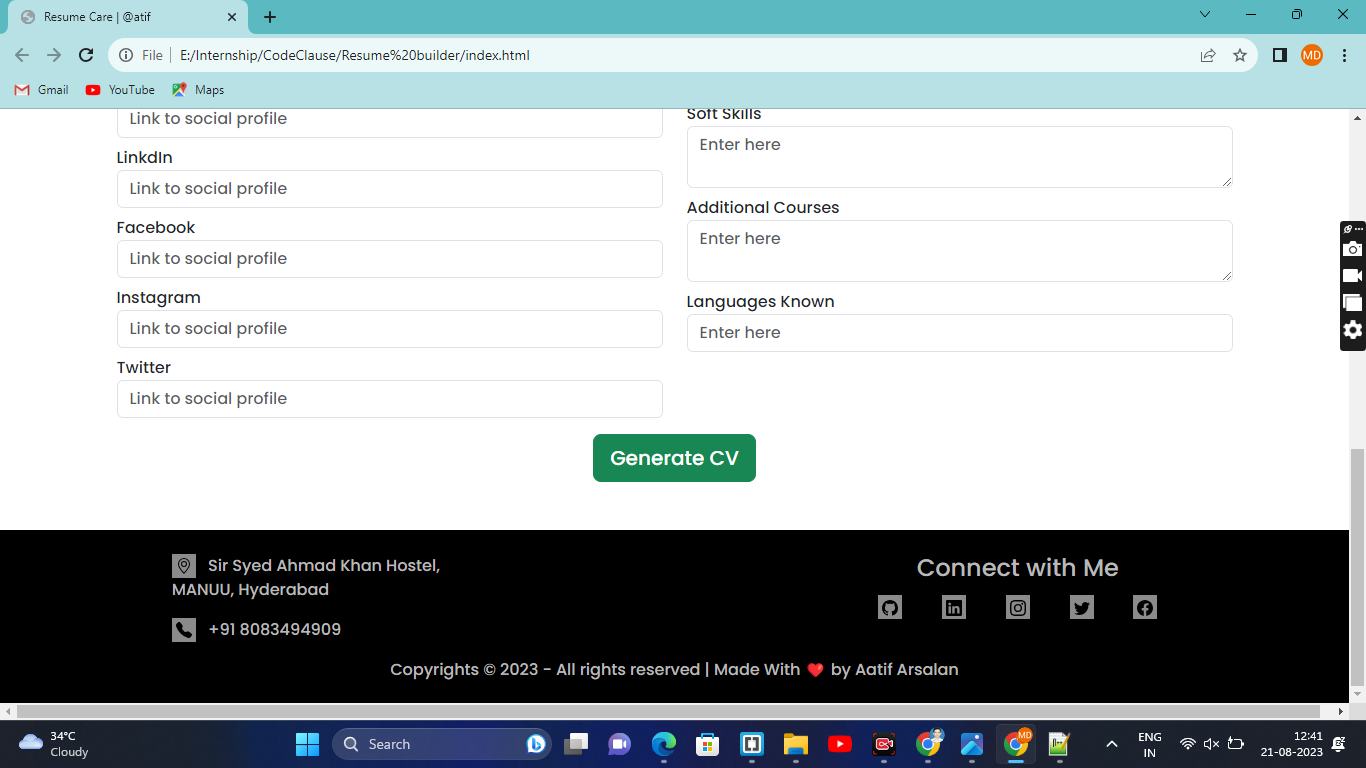 Resume Care | @atif
File
E:/Internship/CodeClause/Resume%20builder/index.html
MD
Gmail
YouTube
Maps
Link to social profile
LinkdIn
Link to social profile
Facebook
Link to social profile
Instagram
Link to social profile
Twitter
Link to social profile
Soft Skills
Enter here
Additional Courses
Enter here
Languages Known
Enter here
Generate CV
Sir Syed Ahmad Khan Hostel,
MANUU, Hyderabad
+91 8083494909
Connect with Me
Copyrights © 2023 - All rights reserved | Made With ❤️ by Aatif Arsalan
34°C
Cloudy
Search
MD
ENG
IN
12:41
21-08-2023